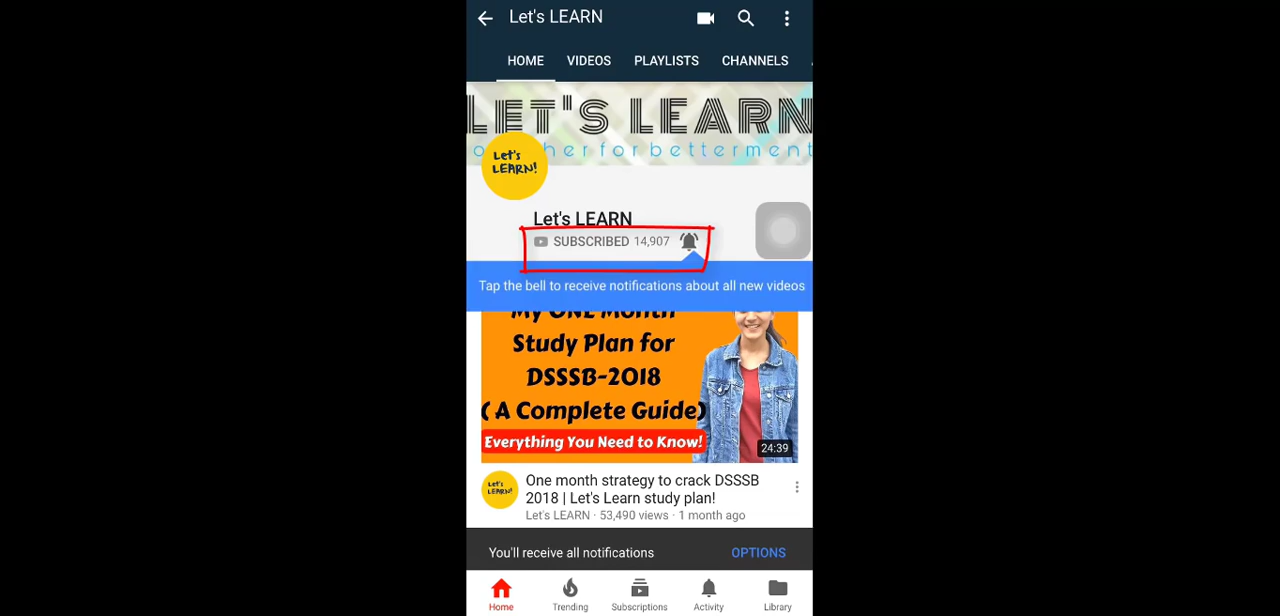 Let's LEARN
HOME VIDEOS PLAYLISTS CHANNELS
LET'S LEARN
her for betterment
Let's
LEARN!
Let's LEARN
SUBSCRIBED 14,907
Tap the bell to receive notifications about all new videos
My ONE Month
Study Plan for
DSSSB-2018
( A Complete Guide)
Everything You Need to Know!
24:39
Let's
LEARN!
One month strategy to crack DSSSB
2018 | Let's Learn study plan!
Let's LEARN · 53,490 views · 1 month ago
You'll receive all notifications OPTIONS
Home Trending Subscriptions Activity Library